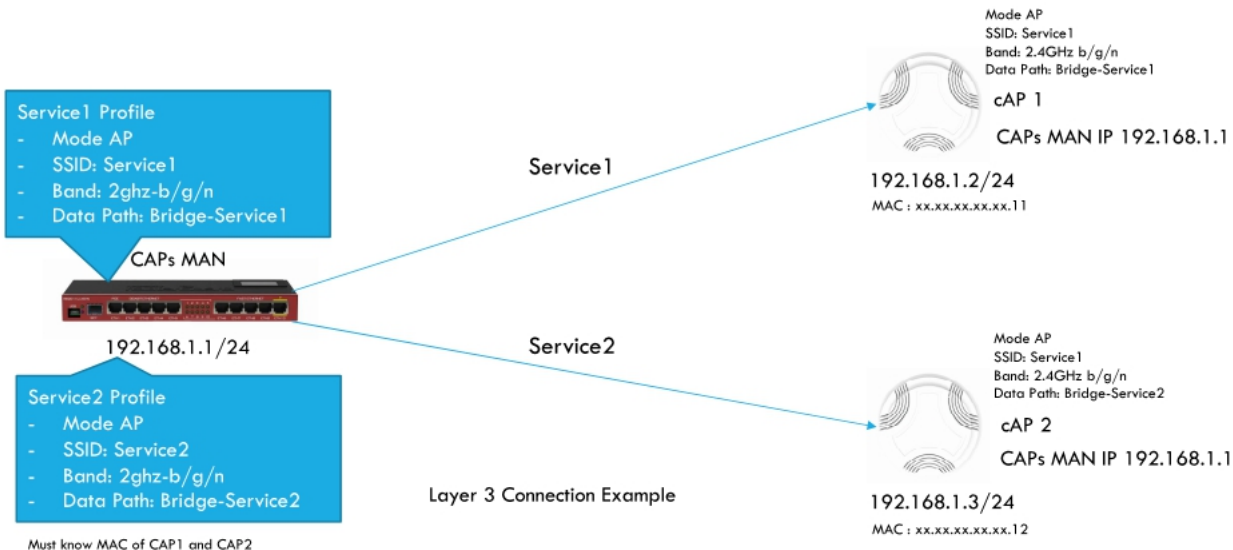 Mode AP
SSID: Service1
Band: 2.4GHz b/g/n
Data Path: Bridge-Service1
cAP 1
CAPs MAN IP 192.168.1.1
192.168.1.2/24
MAC : xx.xx.xx.xx.xx.11
Service1 Profile
- Mode AP
- SSID: Service1
- Band: 2ghz-b/g/n
- Data Path: Bridge-Service1
Service1
CAPs MAN
192.168.1.1/24
Service2
Service2 Profile
- Mode AP
- SSID: Service2
- Band: 2ghz-b/g/n
- Data Path: Bridge-Service2
Must know MAC of CAP1 and CAP2
Layer 3 Connection Example
Mode AP
SSID: Service1
Band: 2.4GHz b/g/n
Data Path: Bridge-Service2
cAP 2
CAPs MAN IP 192.168.1.1
192.168.1.3/24
MAC : xx.xx.xx.xx.xx.12